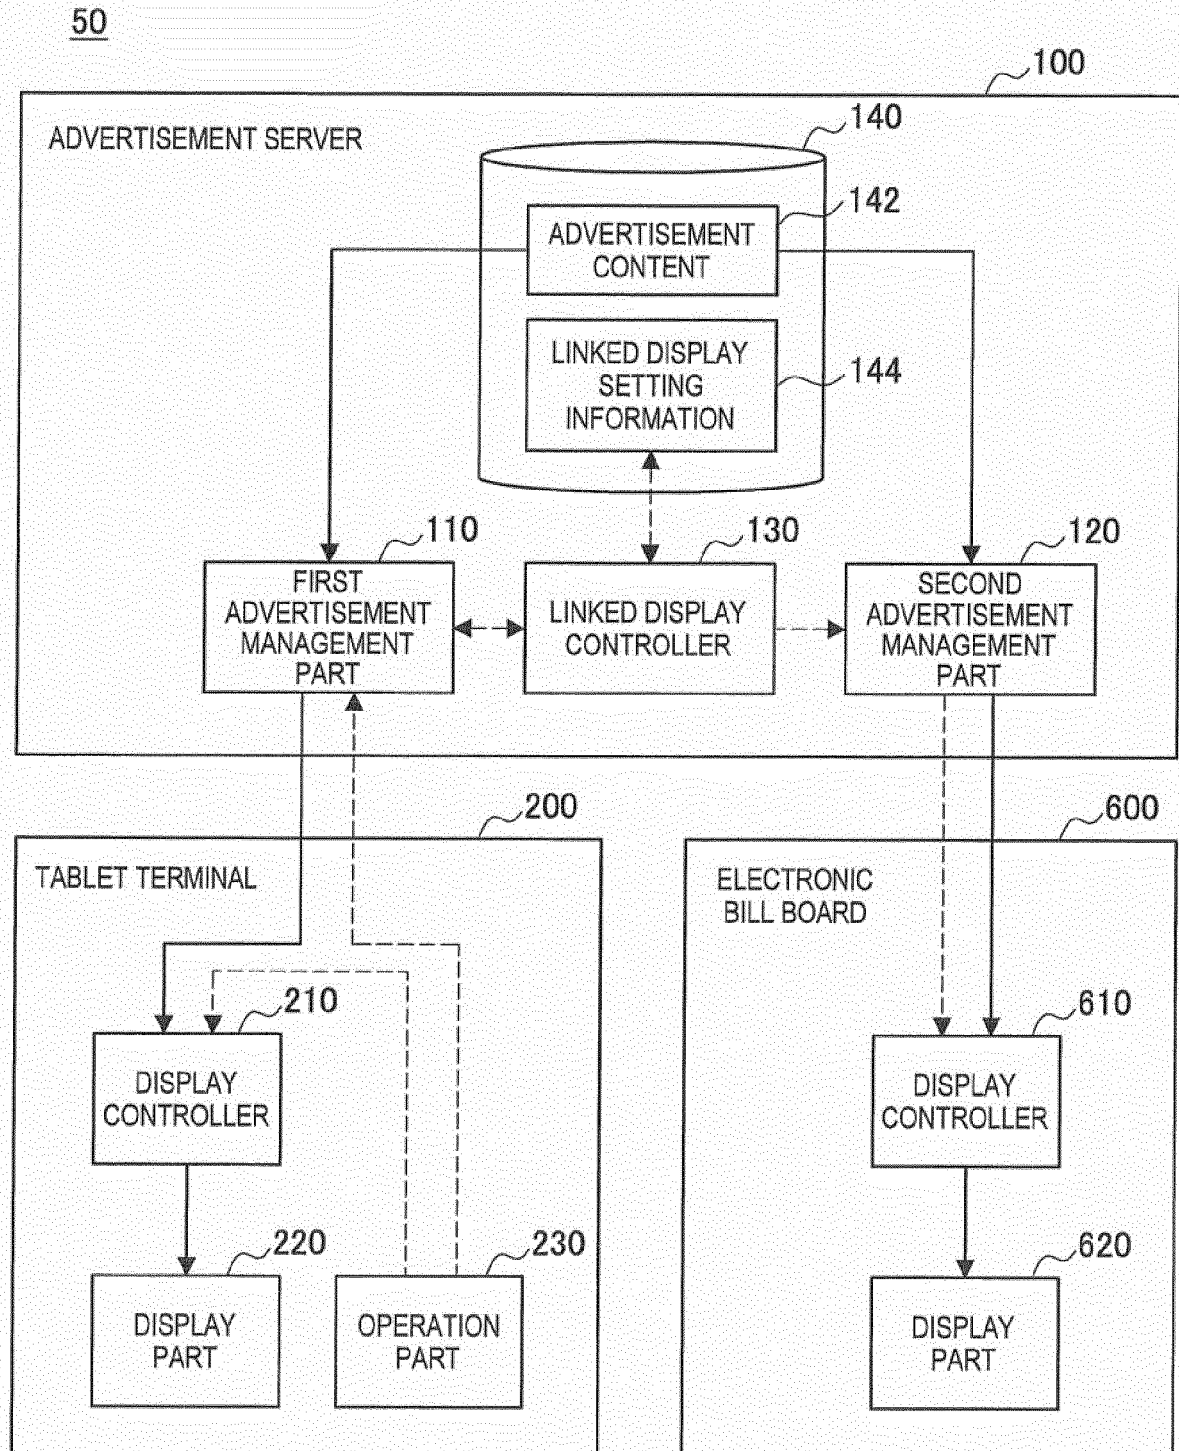 50
100
ADVERTISEMENT SERVER
140
142
ADVERTISEMENT
CONTENT
LINKED DISPLAY
SETTING
INFORMATION
144
110
130
120
FIRST
ADVERTISEMENT
MANAGEMENT
PART
LINKED DISPLAY
CONTROLLER
SECOND
ADVERTISEMENT
MANAGEMENT
PART
200
600
TABLET TERMINAL
ELECTRONIC
BILL BOARD
210
610
DISPLAY
CONTROLLER
DISPLAY
CONTROLLER
220
230
620
DISPLAY
PART
OPERATION
PART
DISPLAY
PART